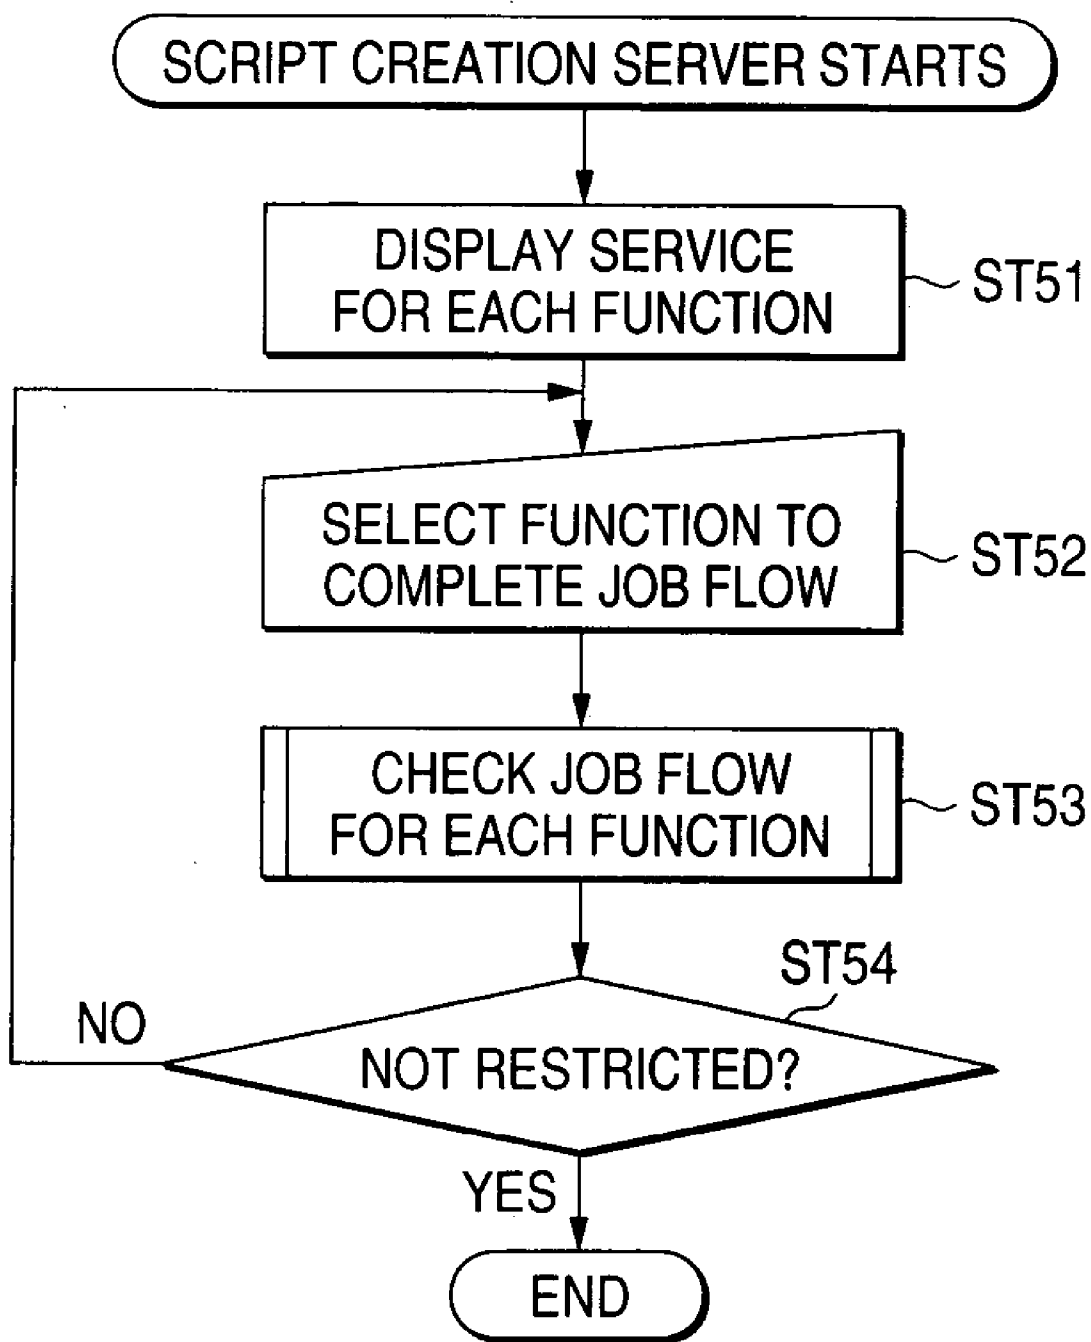 SCRIPT CREATION SERVER STARTS
DISPLAY SERVICE
FOR EACH FUNCTION
ST51
SELECT FUNCTION TO
COMPLETE JOB FLOW
ST52
CHECK JOB FLOW
FOR EACH FUNCTION
ST53
ST54
NO
NOT RESTRICTED?
YES
END